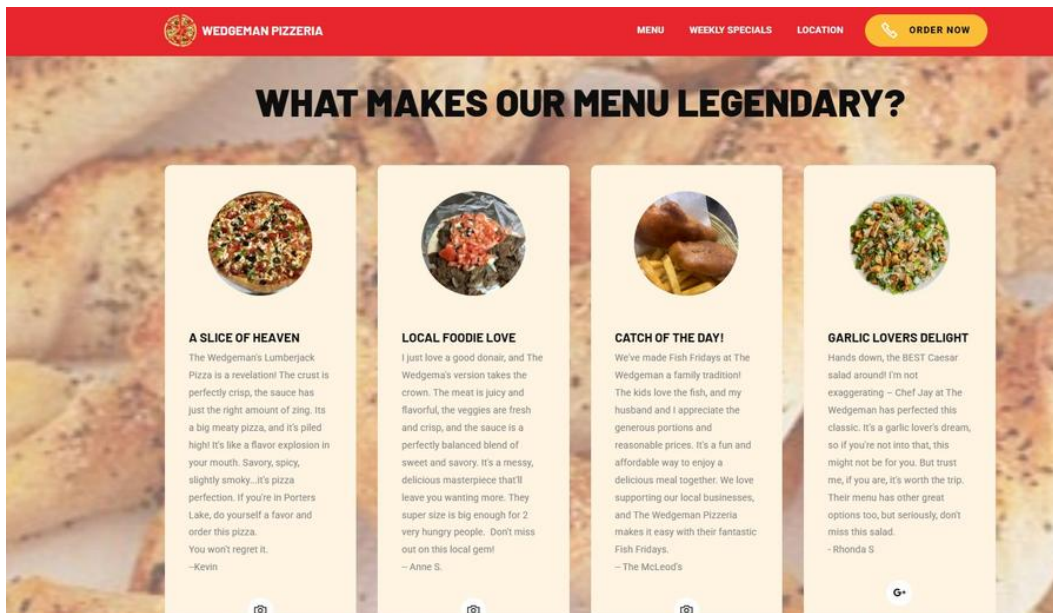 WEDGEMAN PIZZERIA
MENU
WEEKLY SPECIALS
LOCATION
ORDER NOW
WHAT MAKES OUR MENU LEGENDARY?
A SLICE OF HEAVEN
The Wedgeman's Lumberjack
Pizza is a revelation! The crust is
perfectly crisp, the sauce has
just the right amount of zing. Its
a big meaty pizza, and it's piled
high! It's like a flavor explosion in
your mouth. Savory, spicy,
slightly smoky...it's pizza
perfection. If you're in Porters
Lake, do yourself a favor and
order this pizza.
You won't regret it.
--Kevin
LOCAL FOODIE LOVE
I just love a good donair, and The
Wedgema's version takes the
crown. The meat is juicy and
flavorful, the veggies are fresh
and crisp, and the sauce is a
perfectly balanced blend of
sweet and savory. It's a messy,
delicious masterpiece that'll
leave you wanting more. They
super size is big enough for 2
very hungry people. Don't miss
out on this local gem!
-- Anne S.
CATCH OF THE DAY!
We've made Fish Fridays at The
Wedgeman a family tradition!
The kids love the fish, and my
husband and I appreciate the
generous portions and
reasonable prices. It's a fun and
affordable way to enjoy a
delicious meal together. We love
supporting our local businesses,
and The Wedgeman Pizzeria
makes it easy with their fantastic
Fish Fridays.
-- The McLeod's
GARLIC LOVERS DELIGHT
Hands down, the BEST Caesar
salad around! I'm not
exaggerating – Chef Jay at The
Wedgeman has perfected this
classic. It's a garlic lover's dream,
so if you're not into that, this
might not be for you. But trust
me, if you are, it's worth the trip.
Their menu has other great
options too, but seriously, don't
miss this salad.
- Rhonda S
G+